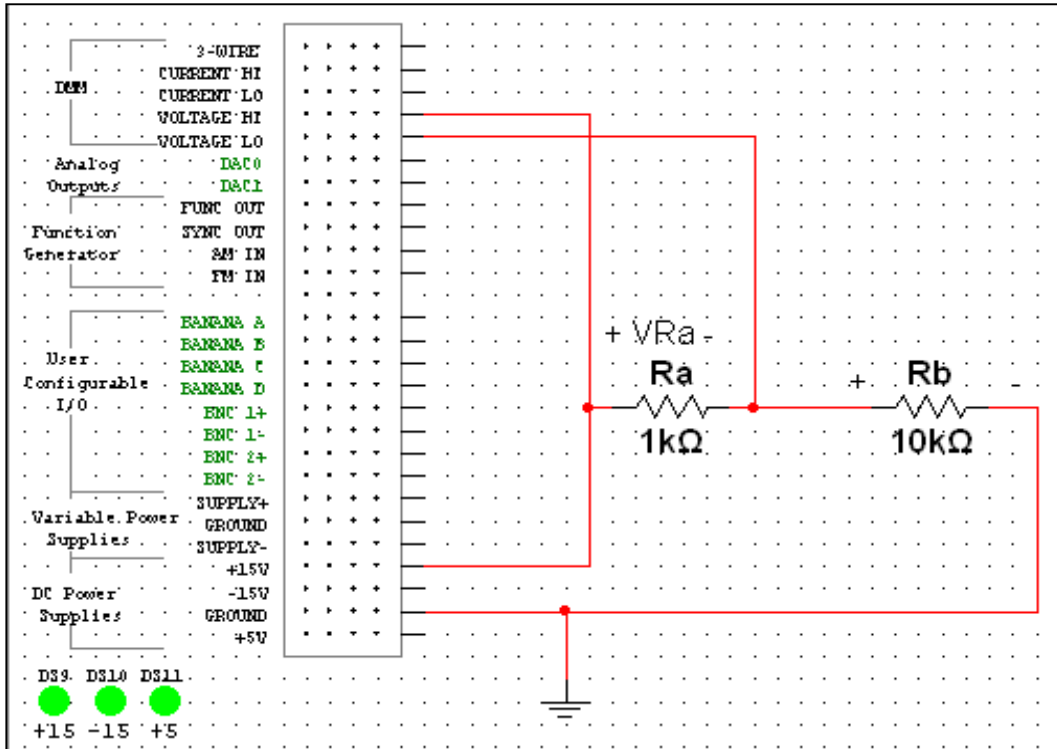 3-WIRE
CURRENT HI
DMM
CURRENT LO
VOLTAGE HI
VOLTAGE LO
Analog
Outputs
DAC0
DAC1
FUNC OUT
Function
Generator
SYNC OUT
AM IN
FM IN
BANANA A
BANANA B
User
Configurable
I/O
BANANA C
BANANA D
BNC 1+
BNC 1-
BNC 2+
BNC 2-
SUPPLY+
Variable Power
Supplies
GROUND
SUPPLY-
+15V
DC Power
Supplies
-15V
GROUND
+5V
+ VRa -
Ra
1kΩ
+ Rb -
10kΩ
DS9 DS10 DS11
+15 -15 +5